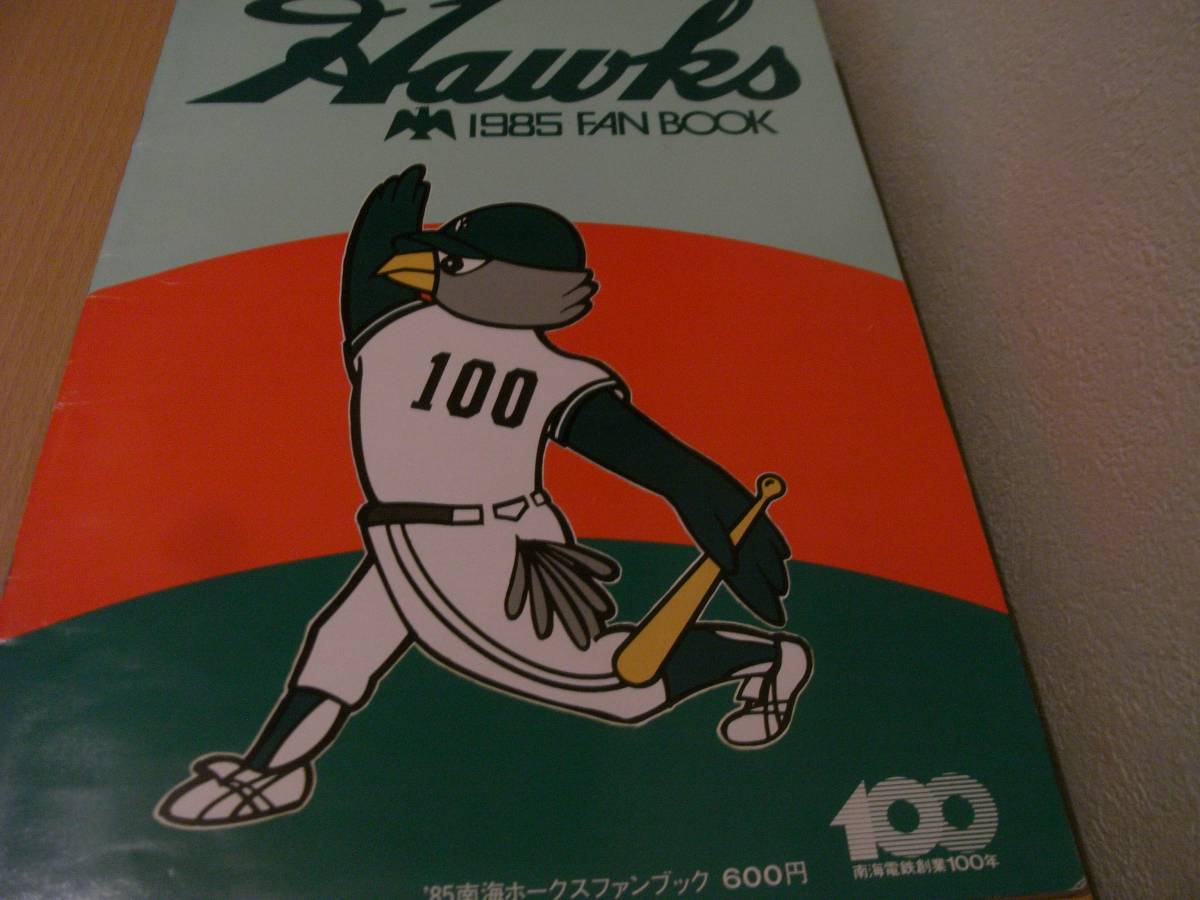 Hawks
1985 FAN BOOK
100
100
南海電鉄創業100年
'85南海ホークスファンブック 600円